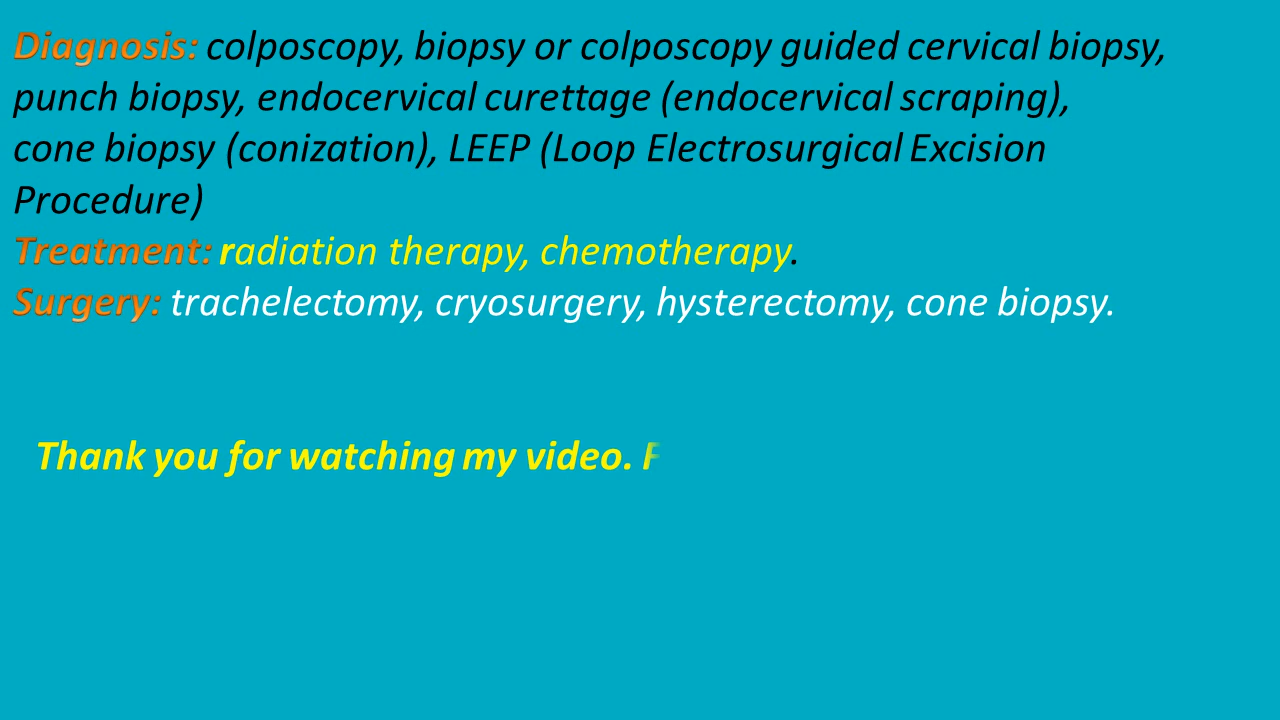 Diagnosis: colposcopy, biopsy or colposcopy guided cervical biopsy,
punch biopsy, endocervical curettage (endocervical scraping),
cone biopsy (conization), LEEP (Loop Electrosurgical Excision
Procedure)
Treatment: radiation therapy, chemotherapy.
Surgery: trachelectomy, cryosurgery, hysterectomy, cone biopsy.
Thank you for watching my video.